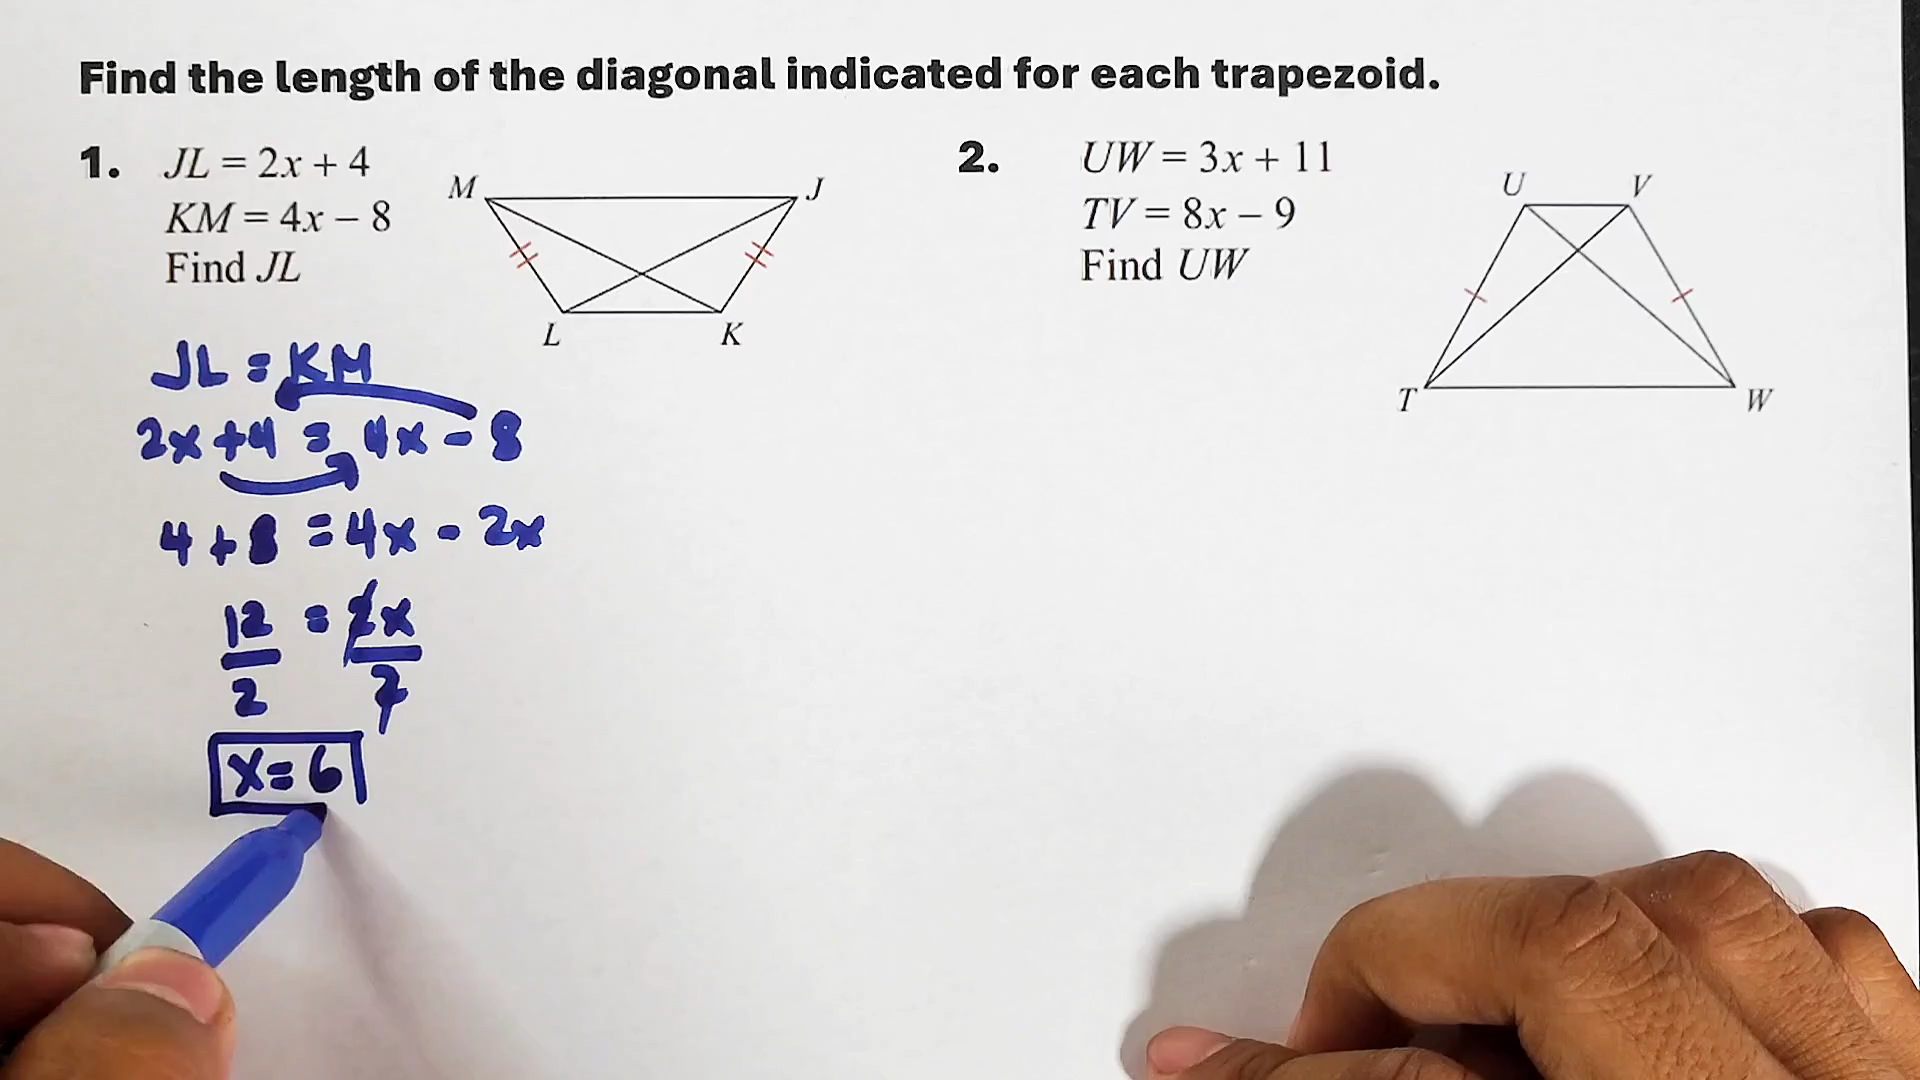 Find the length of the diagonal indicated for each trapezoid.
1. JL = 2x + 4
KM = 4x – 8
Find JL
M
J
L
K
JL = KM
2x + 4 = 4x - 8
4 + 8 = 4x - 2x
12 = 2x
2 2
x = 6
2. UW = 3x + 11
TV = 8x – 9
Find UW
U
V
T
W